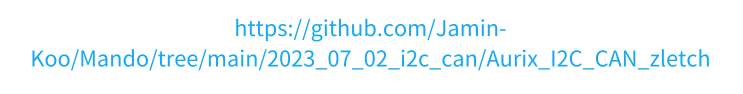 https://github.com/Jamin-
Koo/Mando/tree/main/2023_07_02_i2c_can/Aurix_I2C_CAN_zletch